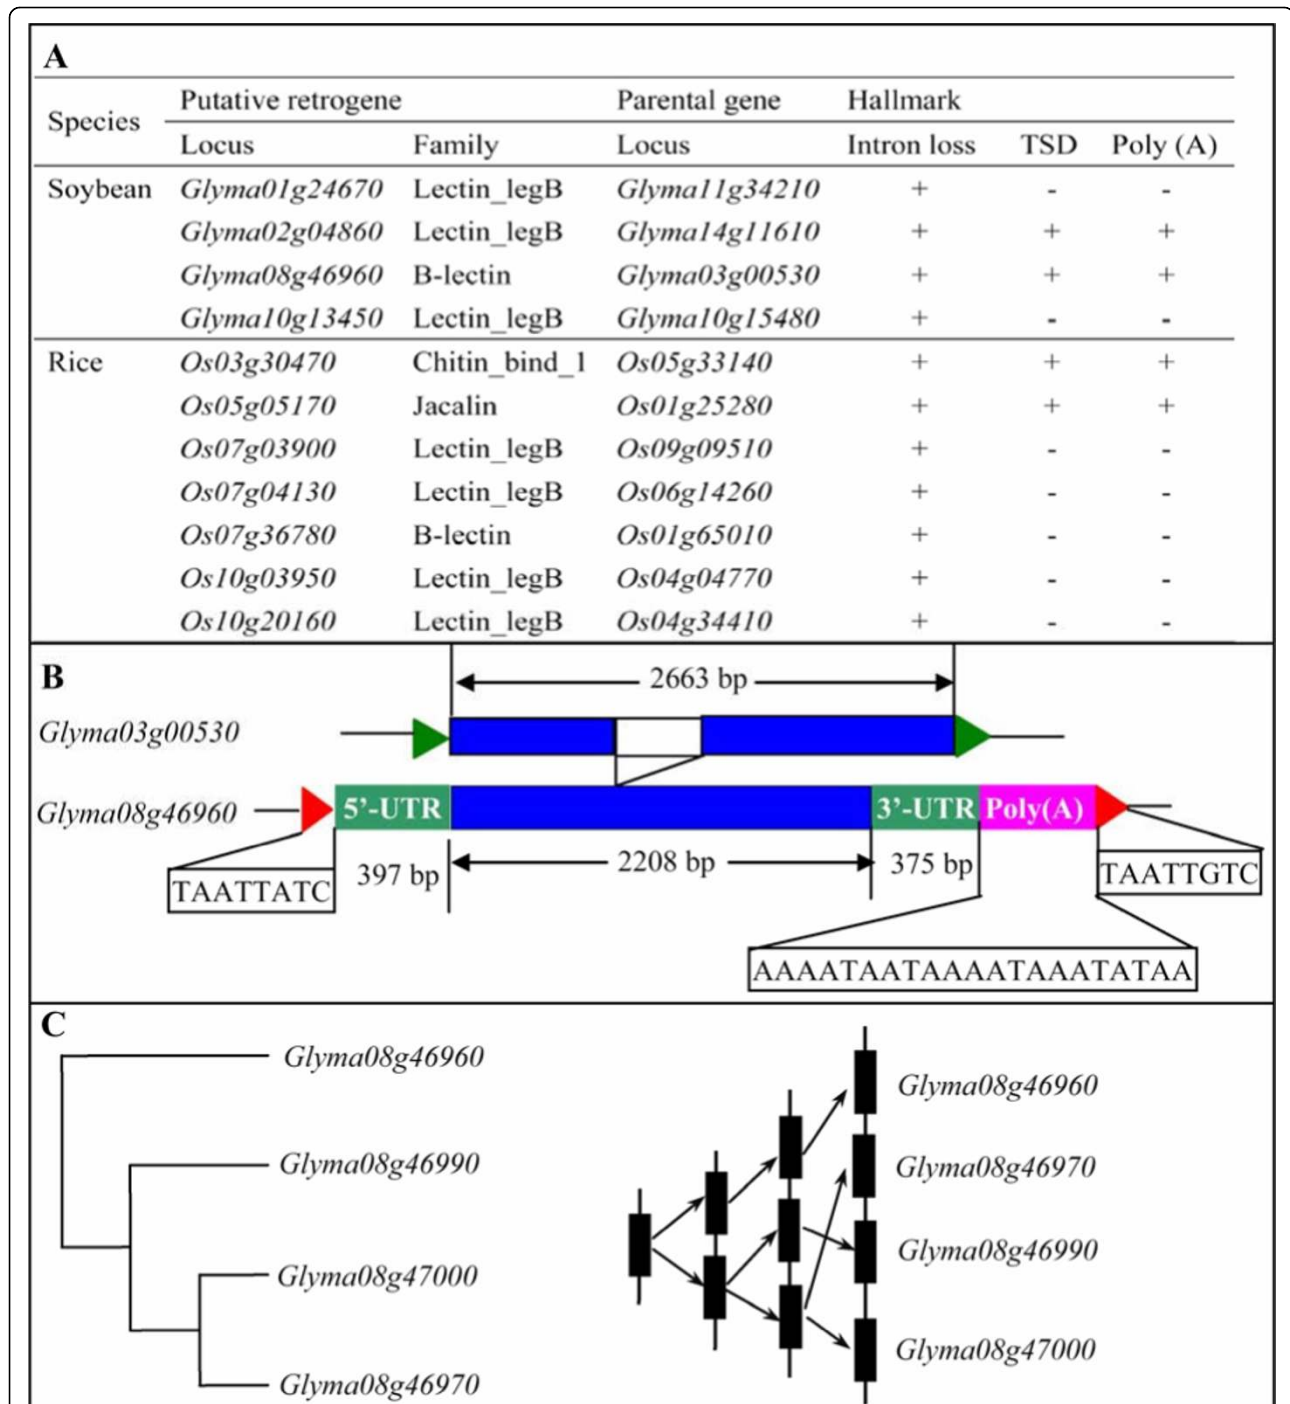 A
Species Putative retrogene Parental gene Hallmark
Locus Family Locus Intron loss TSD Poly (A)
Soybean Glyma01g24670 Lectin_legB Glyma11g34210 + - -
Glyma02g04860 Lectin_legB Glyma14g11610 + + +
Glyma08g46960 B-lectin Glyma03g00530 + + +
Glyma10g13450 Lectin_legB Glyma10g15480 + - -
Rice Os03g30470 Chitin_bind_1 Os05g33140 + + +
Os05g05170 Jacalin Os01g25280 + + +
Os07g03900 Lectin_legB Os09g09510 + - -
Os07g04130 Lectin_legB Os06g14260 + - -
Os07g36780 B-lectin Os01g65010 + - -
Os10g03950 Lectin_legB Os04g04770 + - -
Os10g20160 Lectin_legB Os04g34410 + - -
B
2663 bp
Glyma03g00530
Glyma08g46960 5'-UTR 3'-UTR Poly(A)
TAATTATC 397 bp 2208 bp 375 bp TAATTGTC
AAAATAATAAAATAAATATAA
C
Glyma08g46960
Glyma08g46990
Glyma08g47000
Glyma08g46970
Glyma08g46960
Glyma08g46970
Glyma08g46990
Glyma08g47000